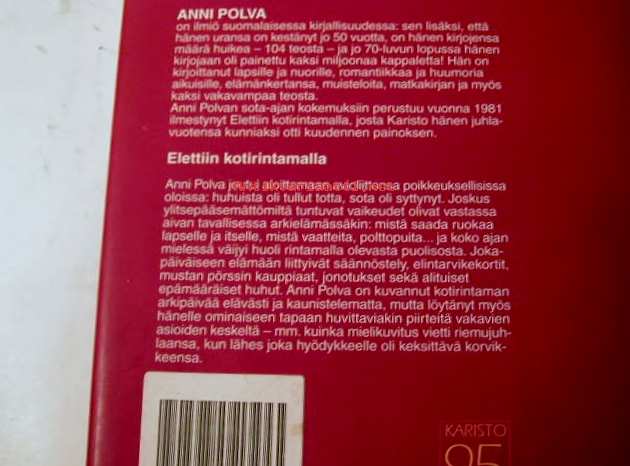 ANNI POLVA
on ilmiö suomalaisessa kirjallisuudessa: sen lisäksi, että
hänen uransa on kestänyt jo 50 vuotta, on hänen kirjojensa
määrä huikea – 104 teosta – ja jo 70-luvun lopussa hänen
kirjojaan oli painettu kaksi miljoonaa kappaletta! Hän on
kirjoittanut lapsille ja nuorille, romantiikkaa ja huumoria
aikuisille, elämänkertansa, muisteloita, matkakirjan ja myös
kaksi vakavampaa teosta.
Anni Polvan sota-ajan kokemuksiin perustuu vuonna 1981
ilmestynyt Elettiin kotirintamalla, josta Karisto hänen juhla-
vuotensa kunniaksi otti kuudennen painoksen.
Elettiin kotirintamalla
Anni Polva joutui aloittamaan avioliittonsa poikkeuksellisissa
oloissa: huhuista oli tullut totta, sota oli syttynyt. Joskus
ylitsepääsemättömiltä tuntuvat vaikeudet olivat vastassa
aivan tavallisessa arkielämässäkin: mistä saada ruokaa
lapselle ja itselle, mistä vaatteita, polttopuita... ja koko ajan
mielessä väijyi huoli rintamalla olevasta puolisosta. Joka-
päiväiseen elämään liittyivät säännöstely, elintarvikekortit,
mustan pörssin kauppiaat, jonotukset sekä alituiset
epämääräiset huhut. Anni Polva on kuvannut kotirintaman
arkipäivää elävästi ja kaunistelematta, mutta löytänyt myös
hänelle ominaiseen tapaan huvittaviakin piirteitä vakavien
asioiden keskeltä – mm. kuinka mielikuvitus vietti riemujuh-
laansa, kun lähes joka hyödykkeelle oli keksittävä korvik-
keensa.
KARISTO
95